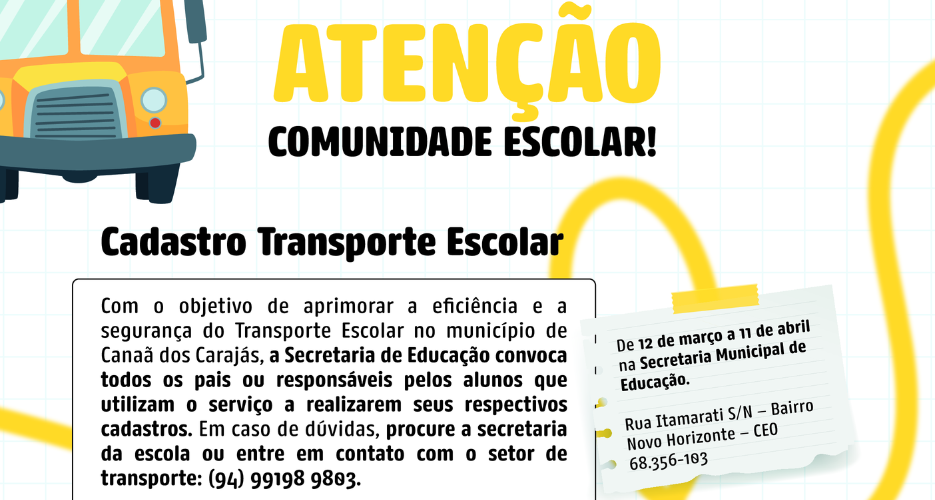 ATENÇÃO
COMUNIDADE ESCOLAR!
Cadastro Transporte Escolar
Com o objetivo de aprimorar a eficiência e a
segurança do Transporte Escolar no município de
Canaã dos Carajás, a Secretaria de Educação convoca
todos os pais ou responsáveis pelos alunos que
utilizam o serviço a realizarem seus respectivos
cadastros. Em caso de dúvidas, procure a secretaria
da escola ou entre em contato com o setor de
transporte: (94) 99198 9803.
De 12 de março a 11 de abril
na Secretaria Municipal de
Educação.
Rua Itamarati S/N – Bairro
Novo Horizonte – CEO
68.356-103